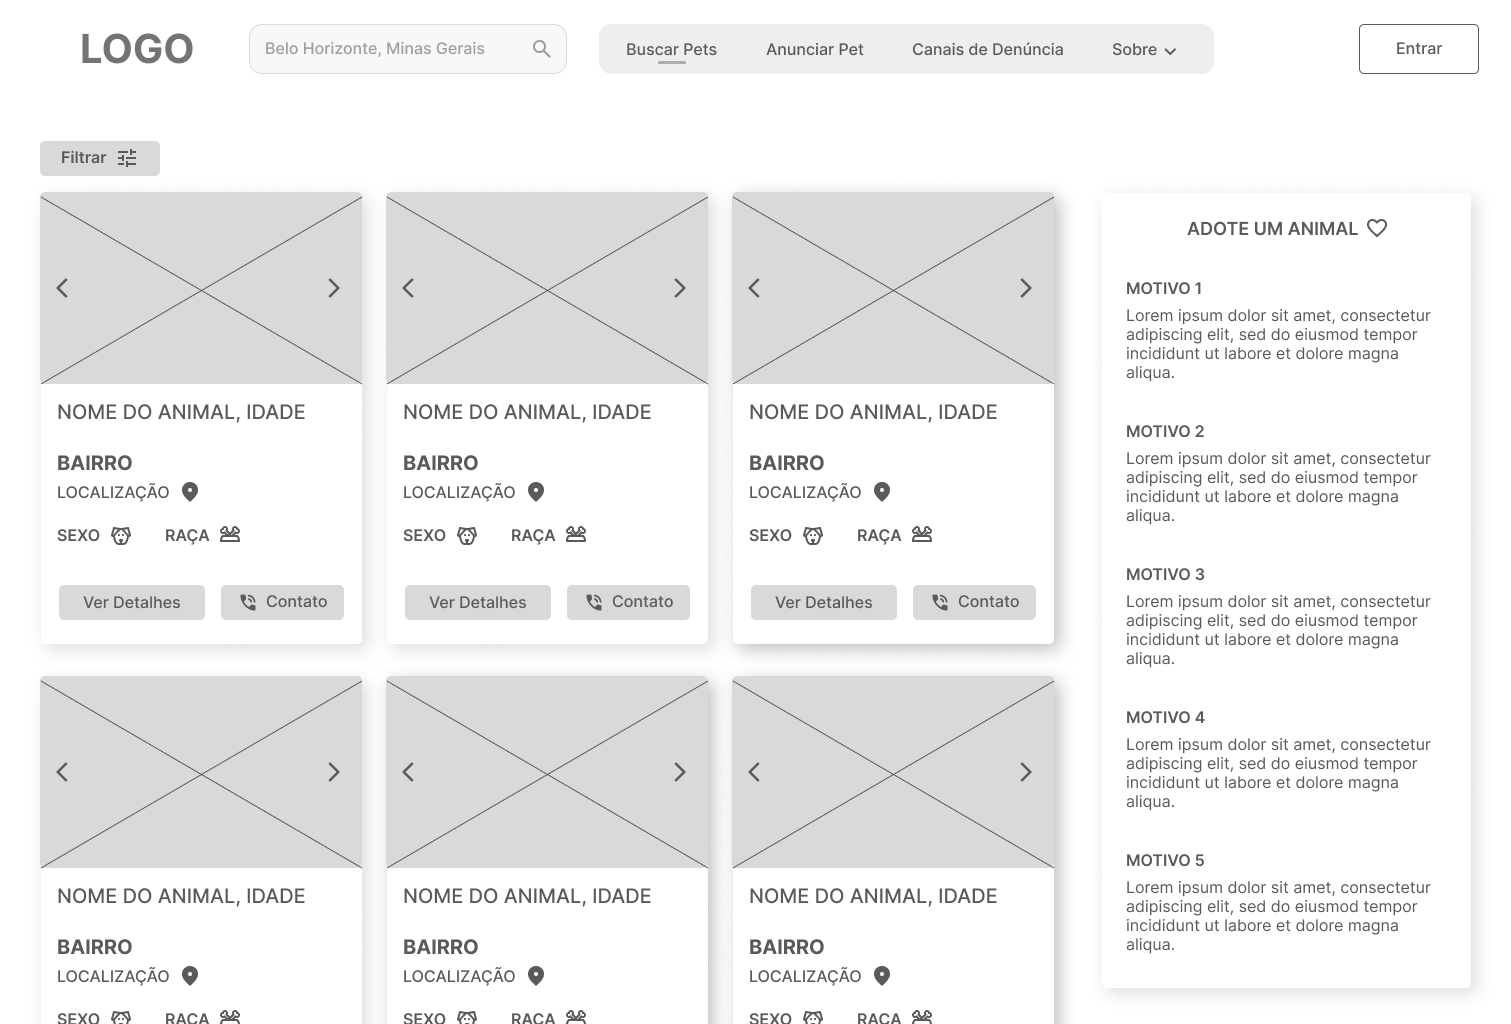 LOGO
Belo Horizonte, Minas Gerais
Buscar Pets
Anunciar Pet
Canais de Denúncia
Sobre
Entrar
Filtrar
NOME DO ANIMAL, IDADE
BAIRRO
LOCALIZAÇÃO
SEXO RAÇA
Ver Detalhes Contato
NOME DO ANIMAL, IDADE
BAIRRO
LOCALIZAÇÃO
SEXO RAÇA
Ver Detalhes Contato
NOME DO ANIMAL, IDADE
BAIRRO
LOCALIZAÇÃO
SEXO RAÇA
Ver Detalhes Contato
NOME DO ANIMAL, IDADE
BAIRRO
LOCALIZAÇÃO
SEXO RAÇA
NOME DO ANIMAL, IDADE
BAIRRO
LOCALIZAÇÃO
SEXO RAÇA
NOME DO ANIMAL, IDADE
BAIRRO
LOCALIZAÇÃO
SEXO RAÇA
ADOTE UM ANIMAL
MOTIVO 1
Lorem ipsum dolor sit amet, consectetur
adipiscing elit, sed do eiusmod tempor
incididunt ut labore et dolore magna
aliqua.
MOTIVO 2
Lorem ipsum dolor sit amet, consectetur
adipiscing elit, sed do eiusmod tempor
incididunt ut labore et dolore magna
aliqua.
MOTIVO 3
Lorem ipsum dolor sit amet, consectetur
adipiscing elit, sed do eiusmod tempor
incididunt ut labore et dolore magna
aliqua.
MOTIVO 4
Lorem ipsum dolor sit amet, consectetur
adipiscing elit, sed do eiusmod tempor
incididunt ut labore et dolore magna
aliqua.
MOTIVO 5
Lorem ipsum dolor sit amet, consectetur
adipiscing elit, sed do eiusmod tempor
incididunt ut labore et dolore magna
aliqua.